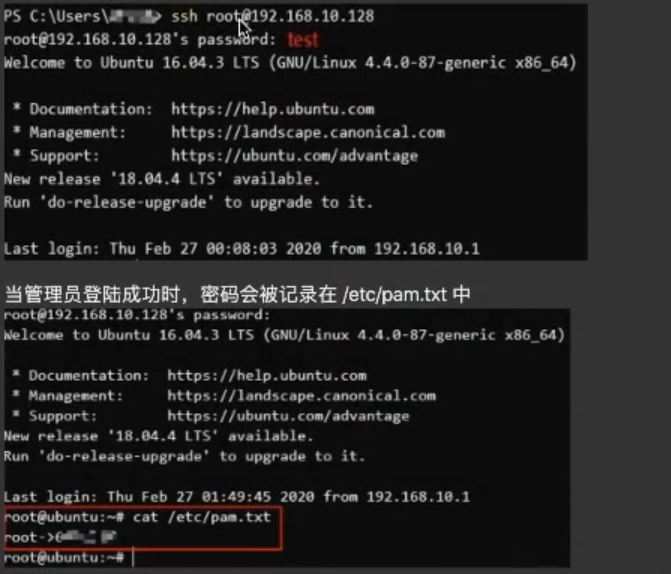 PS C:\Users\> ssh root@192.168.10.128
root@192.168.10.128's password: test
Welcome to Ubuntu 16.04.3 LTS (GNU/Linux 4.4.0-87-generic x86_64)
* Documentation: https://help.ubuntu.com
* Management: https://landscape.canonical.com
* Support: https://ubuntu.com/advantage
New release '18.04.4 LTS' available.
Run 'do-release-upgrade' to upgrade to it.
Last login: Thu Feb 27 00:08:03 2020 from 192.168.10.1
当管理员登陆成功时，密码会被记录在 /etc/pam.txt 中
root@192.168.10.128's password:
Welcome to Ubuntu 16.04.3 LTS (GNU/Linux 4.4.0-87-generic x86_64)
* Documentation: https://help.ubuntu.com
* Management: https://landscape.canonical.com
* Support: https://ubuntu.com/advantage
New release '18.04.4 LTS' available.
Run 'do-release-upgrade' to upgrade to it.
Last login: Thu Feb 27 01:49:45 2020 from 192.168.10.1
root@ubuntu:~# cat /etc/pam.txt
root->
root@ubuntu:~#